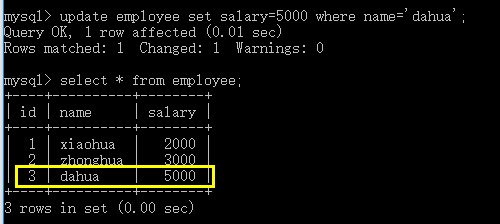 mysql> update employee set salary=5000 where name='dahua';
Query OK, 1 row affected (0.01 sec)
Rows matched: 1  Changed: 1  Warnings: 0

mysql> select * from employee;
+----+----------+--------+
| id | name     | salary |
+----+----------+--------+
|  1 | xiaohua  |   2000 |
|  2 | zhonghua |   3000 |
|  3 | dahua    |   5000 |
+----+----------+--------+
3 rows in set (0.00 sec)